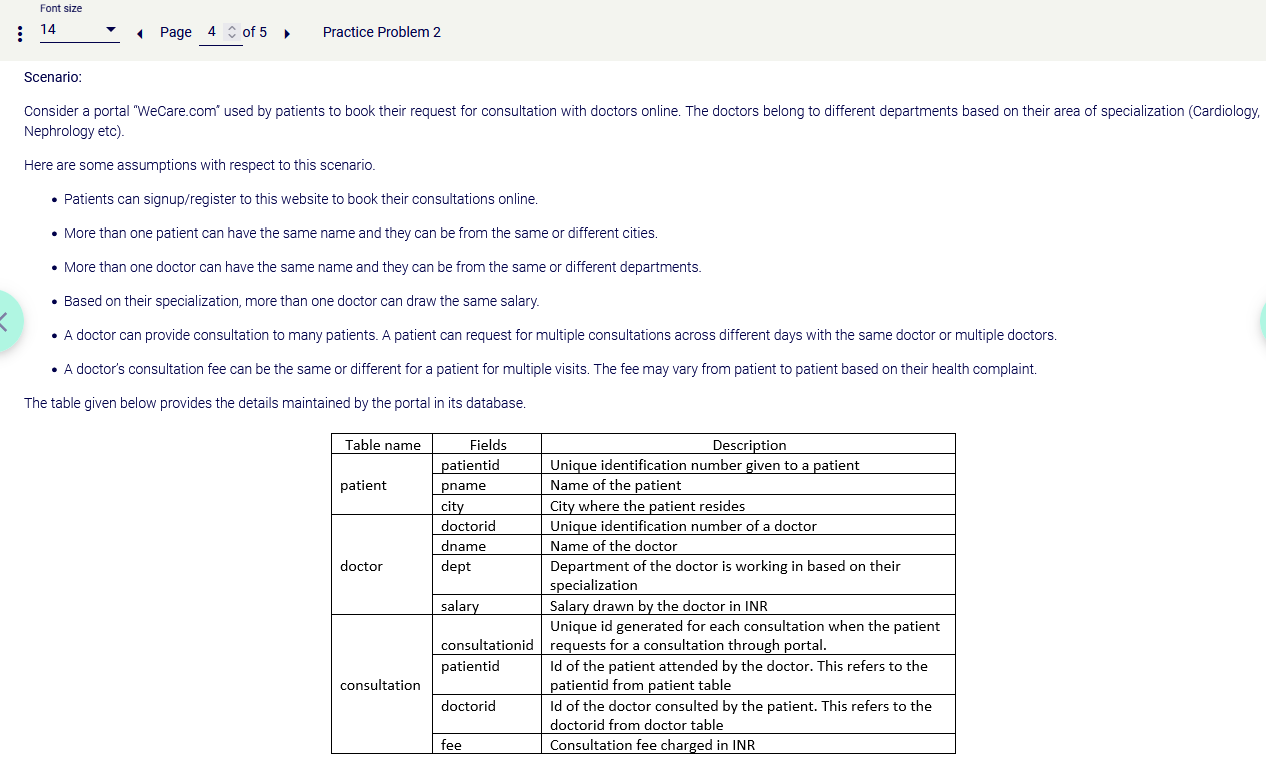 Font size
14
Page 4 of 5
Practice Problem 2
Scenario:
Consider a portal “WeCare.com” used by patients to book their request for consultation with doctors online. The doctors belong to different departments based on their area of specialization (Cardiology,
Nephrology etc).
Here are some assumptions with respect to this scenario.
• Patients can signup/register to this website to book their consultations online.
• More than one patient can have the same name and they can be from the same or different cities.
• More than one doctor can have the same name and they can be from the same or different departments.
• Based on their specialization, more than one doctor can draw the same salary.
• A doctor can provide consultation to many patients. A patient can request for multiple consultations across different days with the same doctor or multiple doctors.
• A doctor’s consultation fee can be the same or different for a patient for multiple visits. The fee may vary from patient to patient based on their health complaint.
The table given below provides the details maintained by the portal in its database.
Table name Fields Description
patientid Unique identification number given to a patient
patient pname Name of the patient
city City where the patient resides
doctorid Unique identification number of a doctor
dname Name of the doctor
doctor dept Department of the doctor is working in based on their
specialization
salary Salary drawn by the doctor in INR
Unique id generated for each consultation when the patient
consultationid requests for a consultation through portal.
patientid Id of the patient attended by the doctor. This refers to the
consultation patientid from patient table
doctorid Id of the doctor consulted by the patient. This refers to the
doctorid from doctor table
fee Consultation fee charged in INR